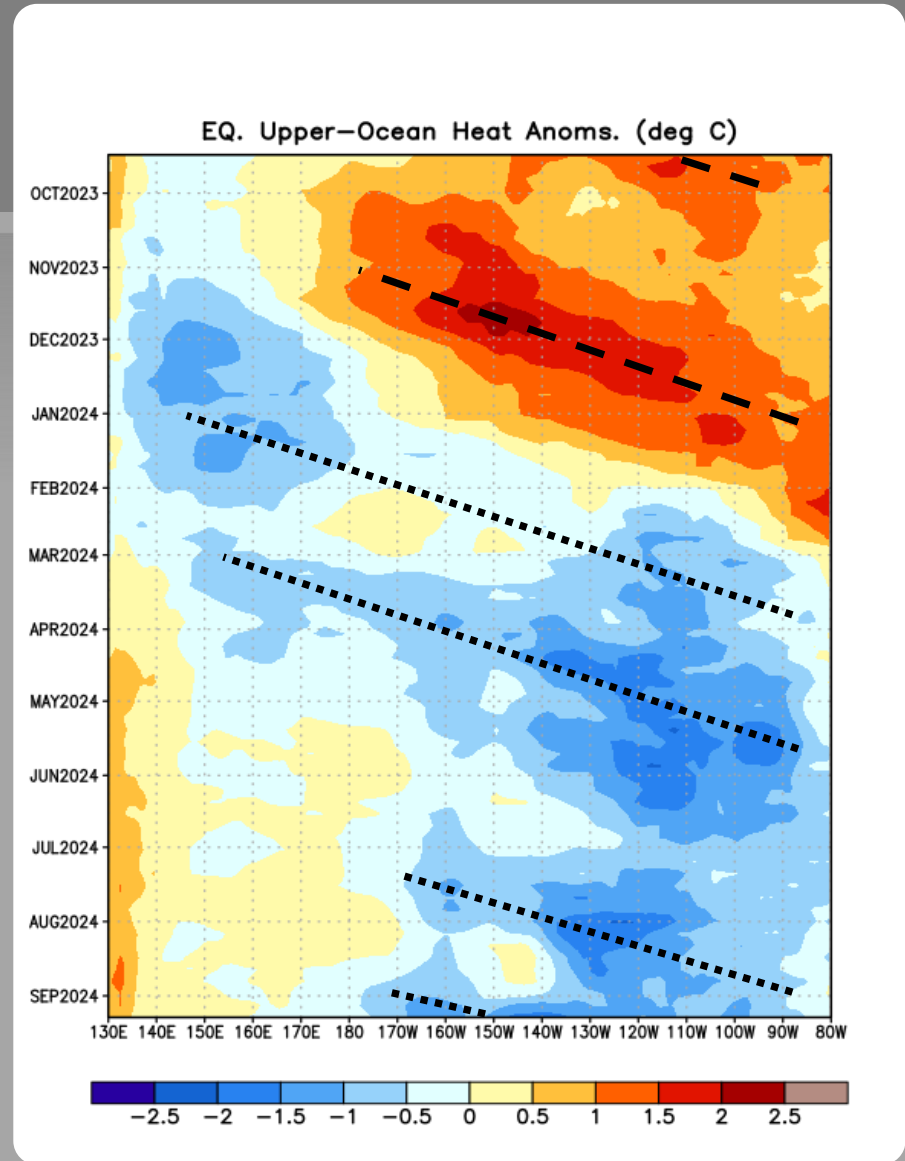 EQ. Upper-Ocean Heat Anoms. (deg C)
OCT2023
NOV2023
DEC2023
JAN2024
FEB2024
MAR2024
APR2024
MAY2024
JUN2024
JUL2024
AUG2024
SEP2024
130E 140E 150E 160E 170E 180 170W 160W 150W 140W 130W 120W 110W 100W 90W 80W
-2.5 -2 -1.5 -1 -0.5 0 0.5 1 1.5 2 2.5